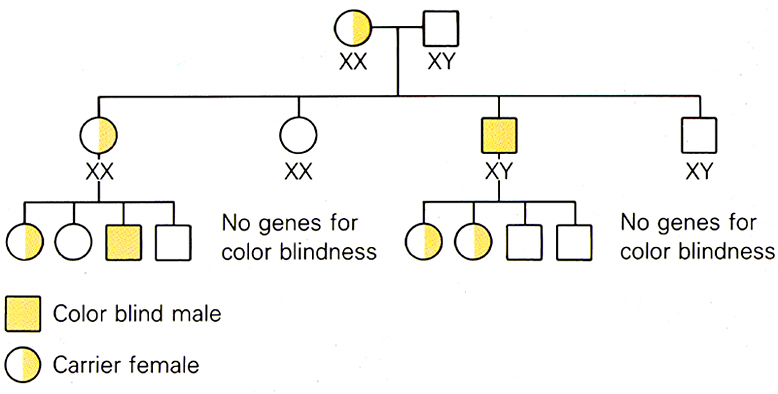 XX XY
XX XX XY XY
No genes for
color blindness
No genes for
color blindness
Color blind male
Carrier female